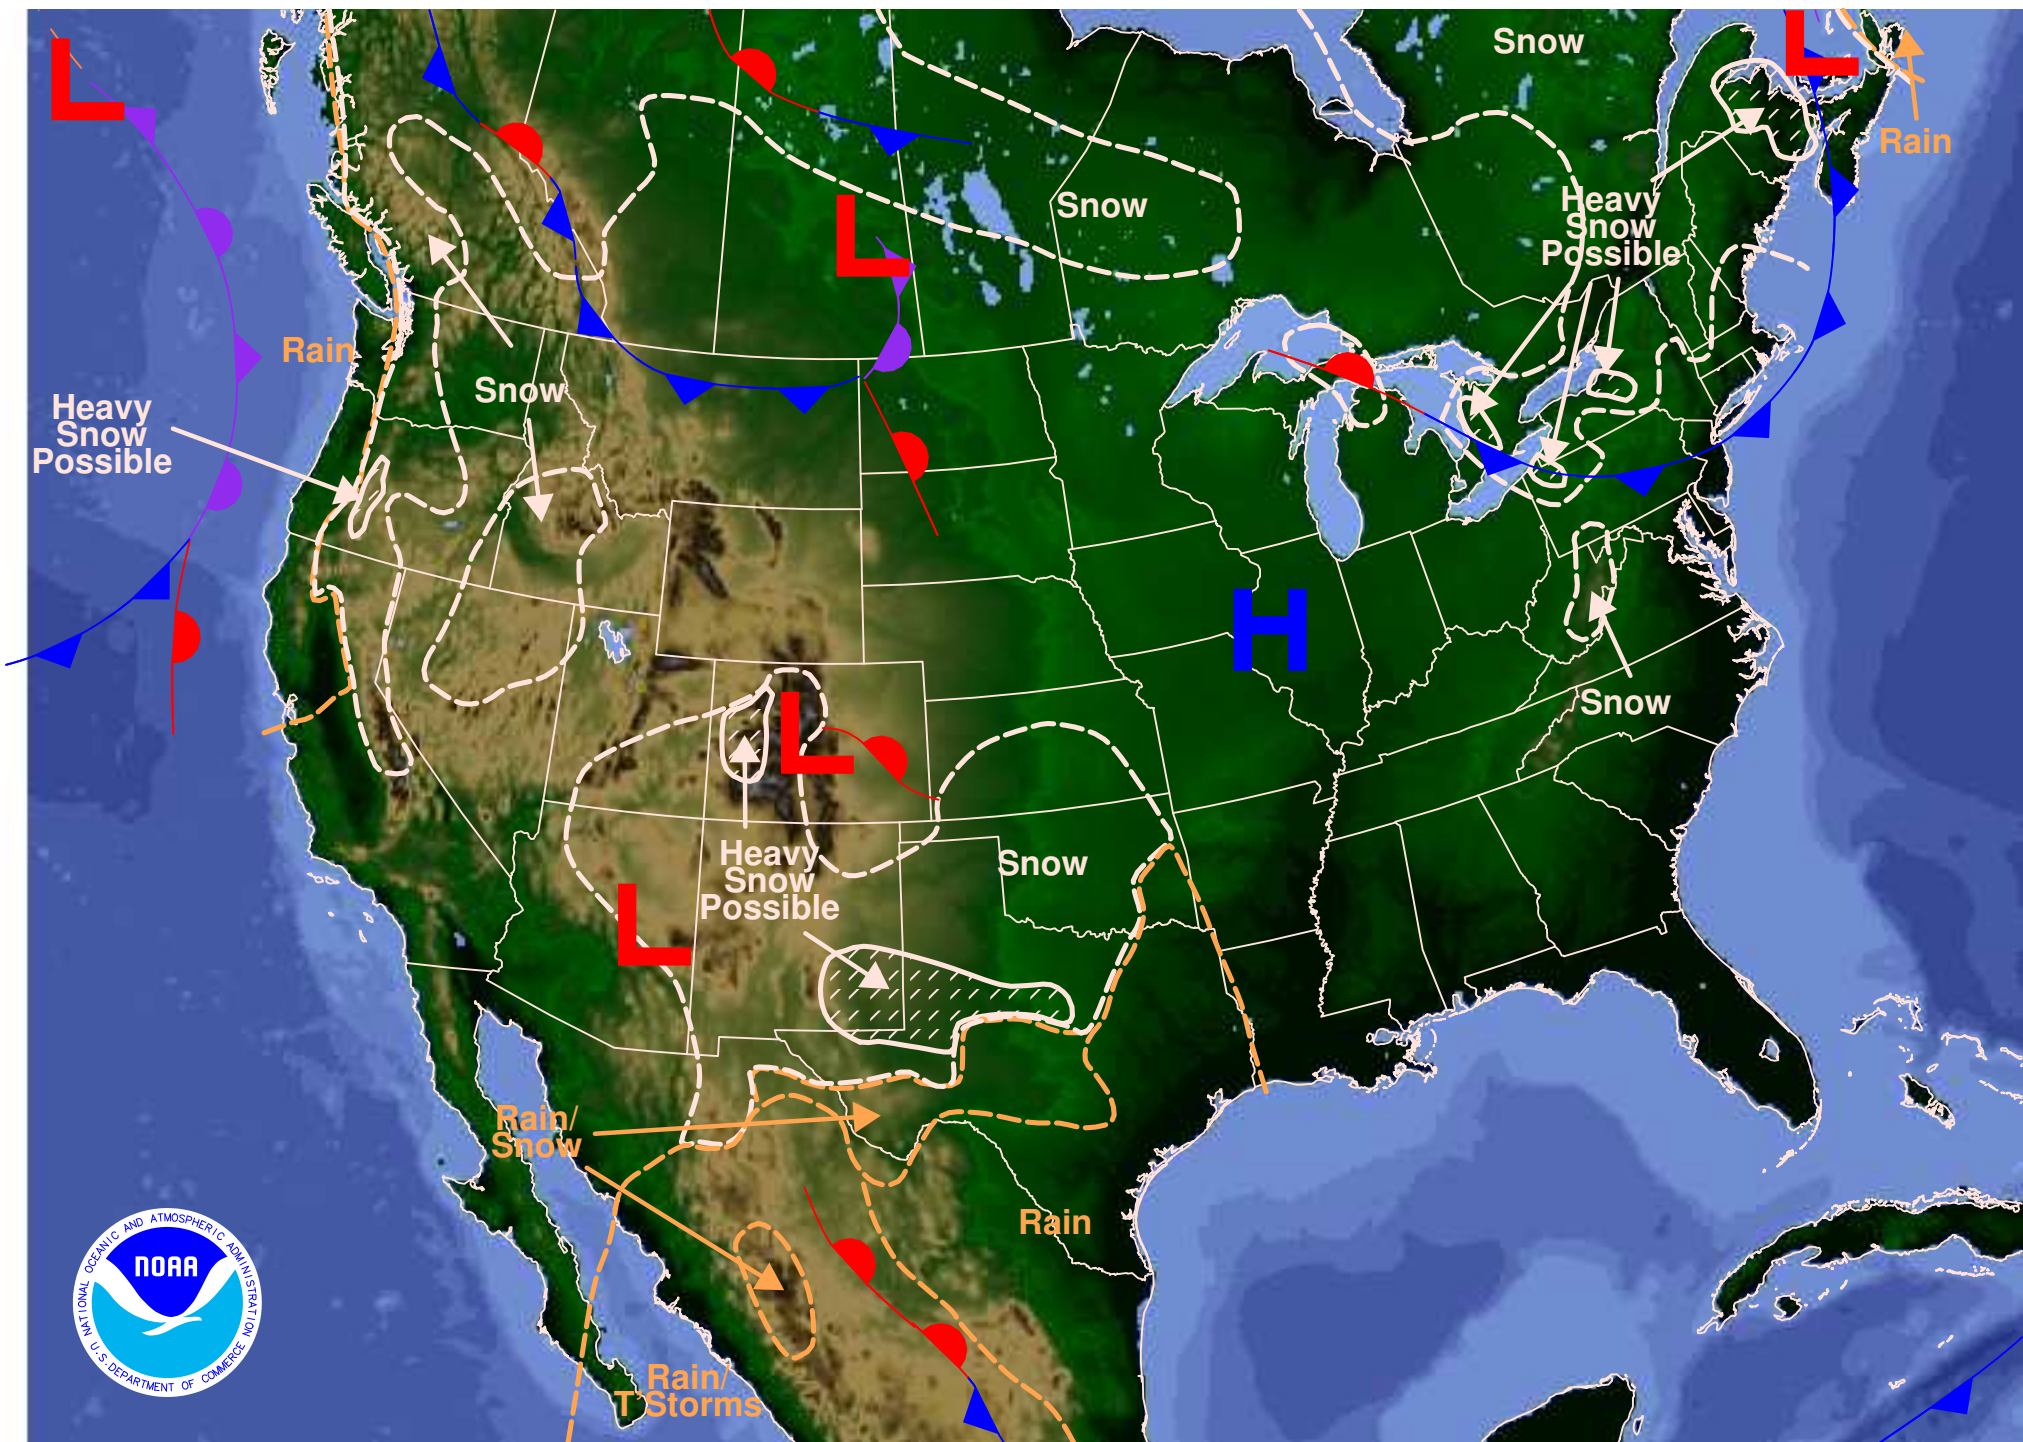 L
L
Snow
Rain
Heavy
Snow
Possible
Snow
L
Rain
Snow
Heavy
Snow
Possible
H
L
Snow
Heavy
Snow
Possible
Snow
L
Rain/
Snow
Rain
Rain/
T'Storms
NATIONAL OCEANIC AND ATMOSPHERIC ADMINISTRATION
NOAA
U.S. DEPARTMENT OF COMMERCE